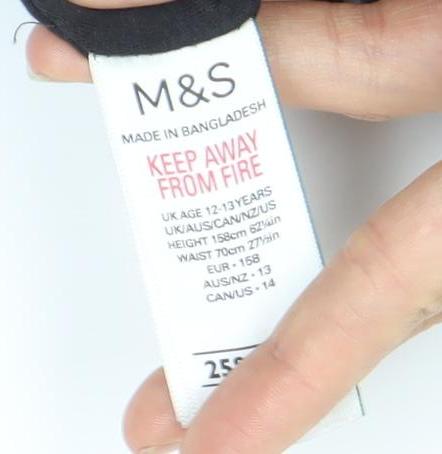 M&S
MADE IN BANGLADESH
KEEP AWAY
FROM FIRE
UK AGE 12-13 YEARS
UK/AUS/CAN/NZ/US
HEIGHT 158cm 62¼in
WAIST 70cm 27½in
EUR - 158
AUS/NZ - 13
CAN/US - 14